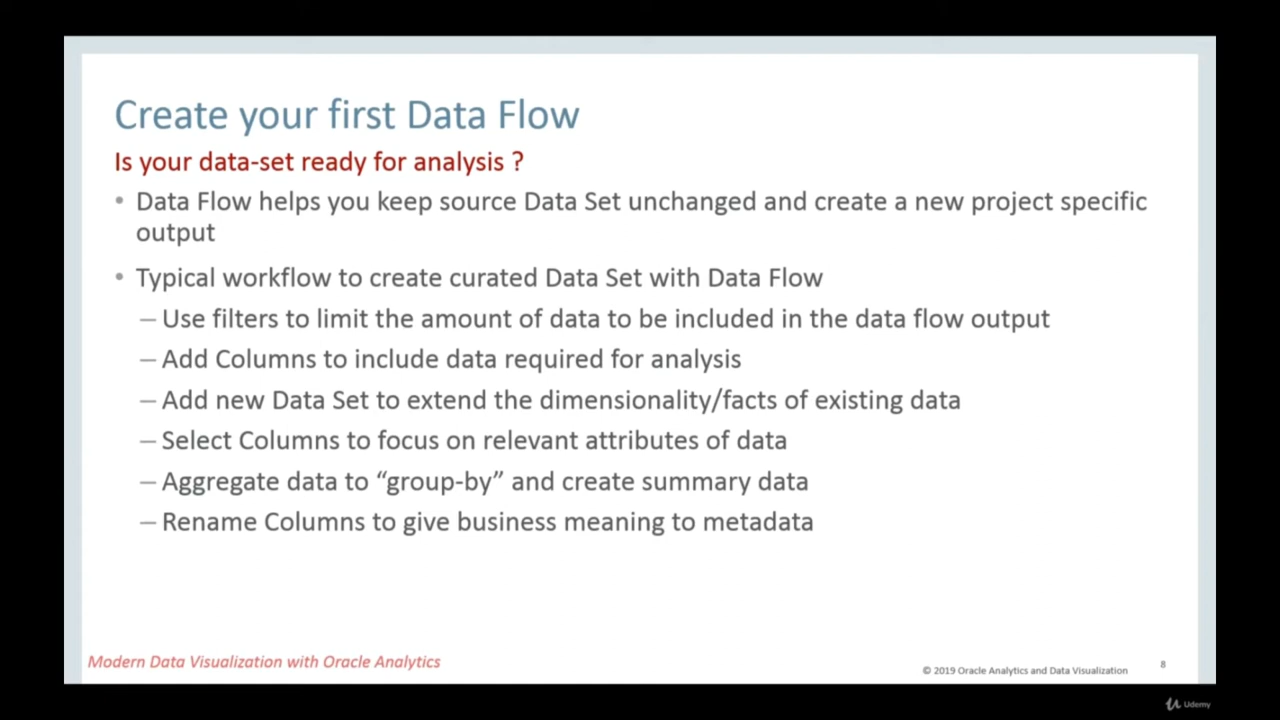 Create your first Data Flow
Is your data-set ready for analysis ?
• Data Flow helps you keep source Data Set unchanged and create a new project specific
output
• Typical workflow to create curated Data Set with Data Flow
– Use filters to limit the amount of data to be included in the data flow output
– Add Columns to include data required for analysis
– Add new Data Set to extend the dimensionality/facts of existing data
– Select Columns to focus on relevant attributes of data
– Aggregate data to “group-by” and create summary data
– Rename Columns to give business meaning to metadata
Modern Data Visualization with Oracle Analytics
© 2019 Oracle Analytics and Data Visualization
8
Udemy